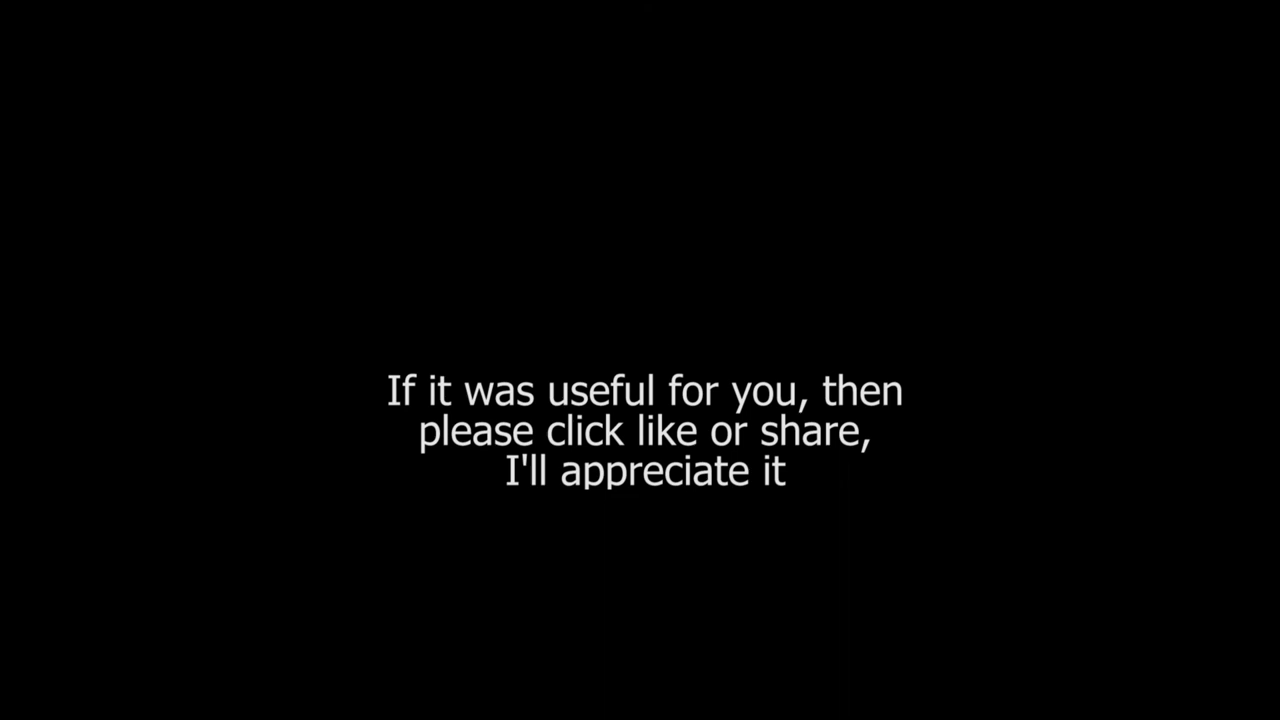 If it was useful for you, then
please click like or share,
I'll appreciate it